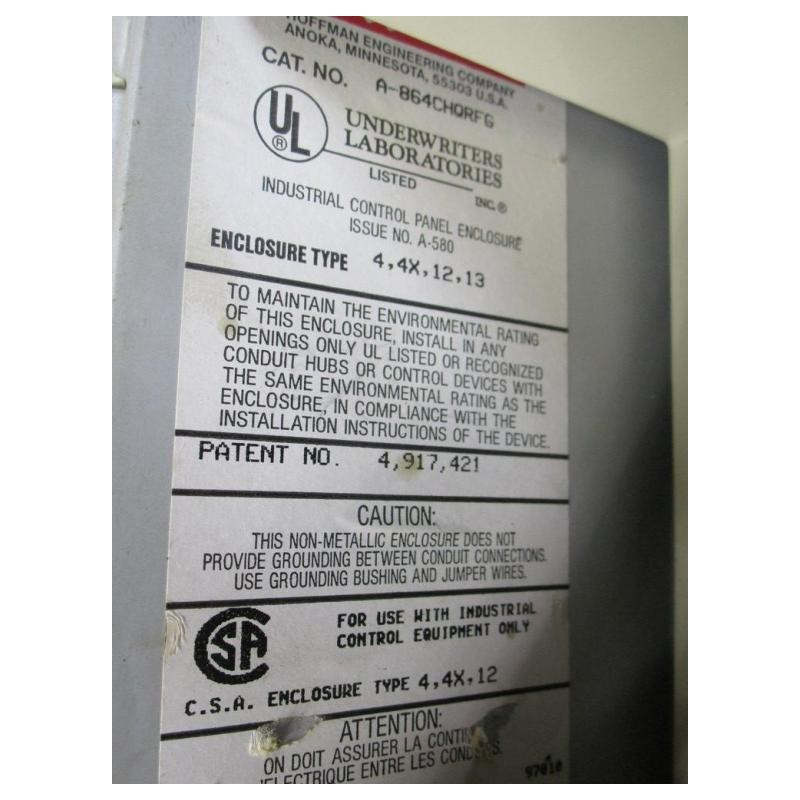 HOFFMAN ENGINEERING COMPANY
ANOKA, MINNESOTA, 55303 U.S.A.
CAT. NO. A-864CHQRFG
UL ®
UNDERWRITERS
LABORATORIES
LISTED INC.®
INDUSTRIAL CONTROL PANEL ENCLOSURE
ISSUE NO. A-580
ENCLOSURE TYPE 4,4X,12,13
TO MAINTAIN THE ENVIRONMENTAL RATING
OF THIS ENCLOSURE, INSTALL IN ANY
OPENINGS ONLY UL LISTED OR RECOGNIZED
CONDUIT HUBS OR CONTROL DEVICES WITH
THE SAME ENVIRONMENTAL RATING AS THE
ENCLOSURE, IN COMPLIANCE WITH THE
INSTALLATION INSTRUCTIONS OF THE DEVICE.
PATENT NO. 4,917,421
CAUTION:
THIS NON-METALLIC ENCLOSURE DOES NOT
PROVIDE GROUNDING BETWEEN CONDUIT CONNECTIONS.
USE GROUNDING BUSHING AND JUMPER WIRES.
CSA
FOR USE WITH INDUSTRIAL
CONTROL EQUIPMENT ONLY
C.S.A. ENCLOSURE TYPE 4,4X,12
ATTENTION:
ON DOIT ASSURER LA
ENTRE LES
97010